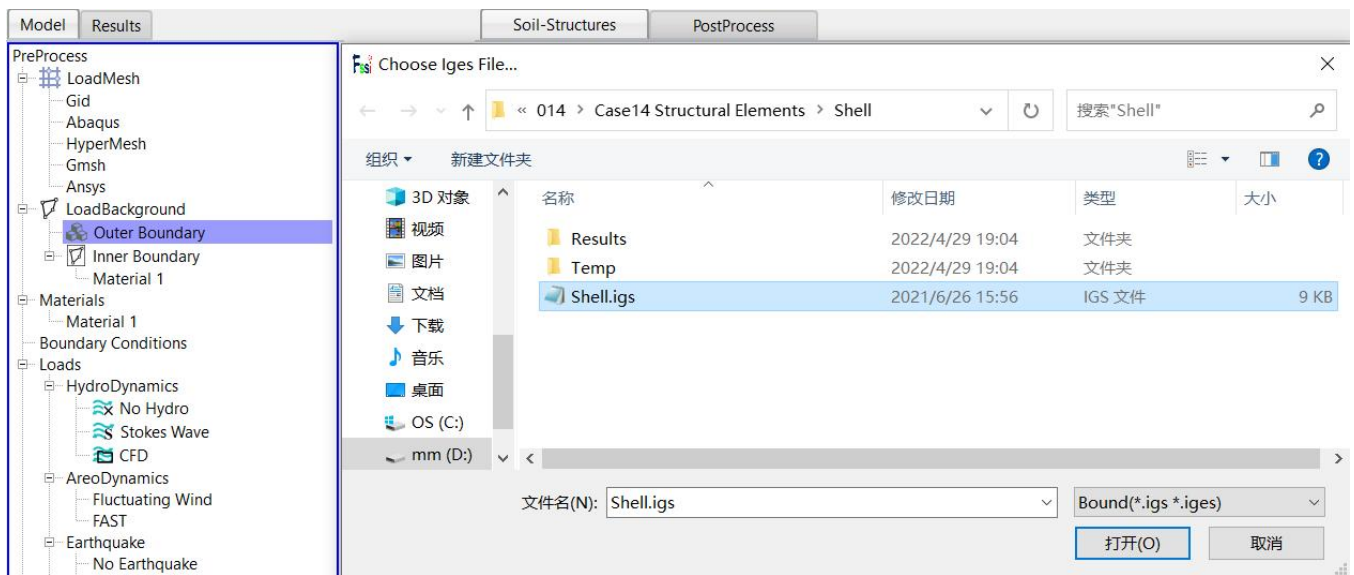 Model
Results
Soil-Structures
PostProcess
PreProcess
LoadMesh
Gid
Abaqus
HyperMesh
Gmsh
Ansys
LoadBackground
Outer Boundary
Inner Boundary
Material 1
Materials
Material 1
Boundary Conditions
Loads
HydroDynamics
No Hydro
Stokes Wave
CFD
AreoDynamics
Fluctuating Wind
FAST
Earthquake
No Earthquake
Fssi Choose Iges File...
« 014 > Case14 Structural Elements > Shell
搜索"Shell"
组织
新建文件夹
3D 对象
视频
图片
文档
下载
音乐
桌面
OS (C:)
mm (D:)
名称 修改日期 类型 大小
Results 2022/4/29 19:04 文件夹
Temp 2022/4/29 19:04 文件夹
Shell.igs 2021/6/26 15:56 IGS 文件 9 KB
文件名(N): Shell.igs
Bound(*.igs *.iges)
打开(O)
取消